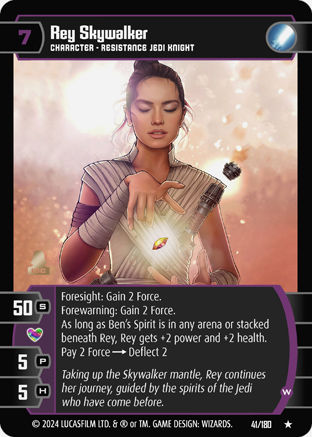 7
Rey Skywalker
CHARACTER • RESISTANCE JEDI KNIGHT
50 S
5 P
5 H
Foresight: Gain 2 Force.
Forewarning: Gain 2 Force.
As long as Ben's Spirit is in any arena or stacked
beneath Rey, Rey gets +2 power and +2 health.
Pay 2 Force → Deflect 2
Taking up the Skywalker mantle, Rey continues
her journey, guided by the spirits of the Jedi
who have come before.
W
© 2024 LUCASFILM LTD. & ® or TM. GAME DESIGN: WIZARDS. 41/180 ★